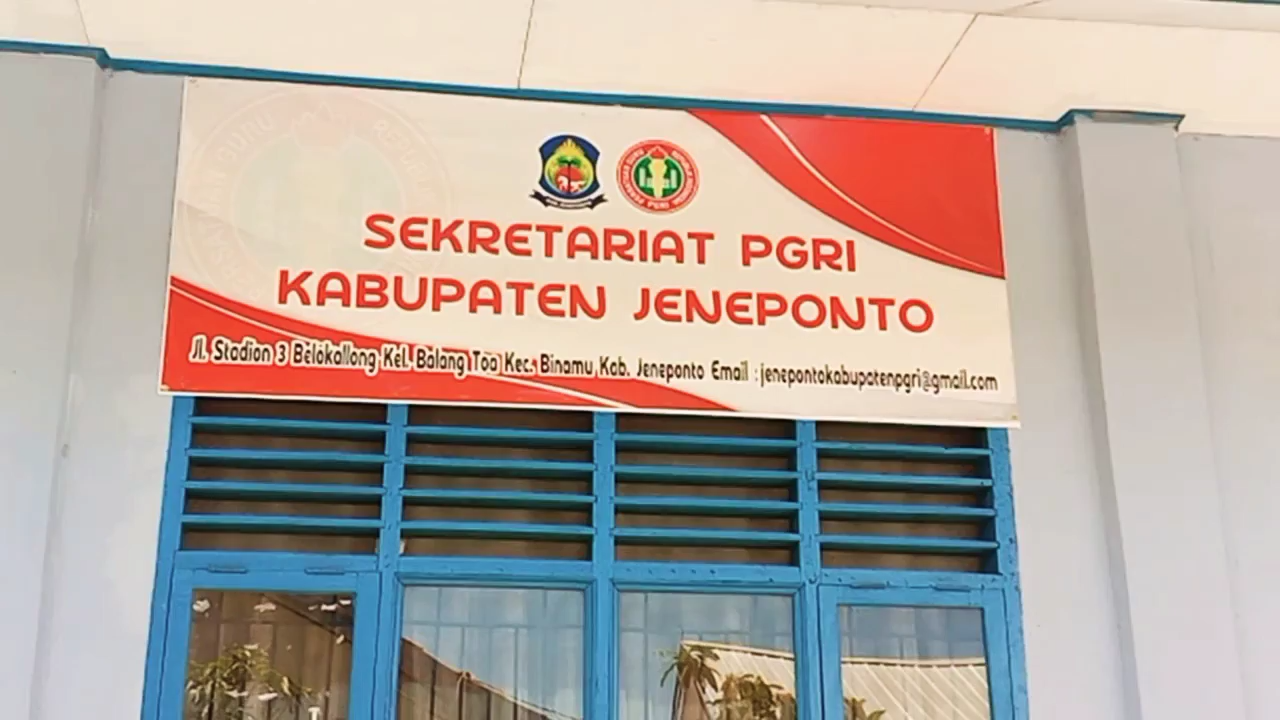 SEKRETARIAT PGRI
KABUPATEN JENEPONTO
Jl. Stadion 3 Belokallong Kel. Balang Toa Kec. Binamu Kab. Jeneponto Email : jenepontokabupatenpgri@gmail.com